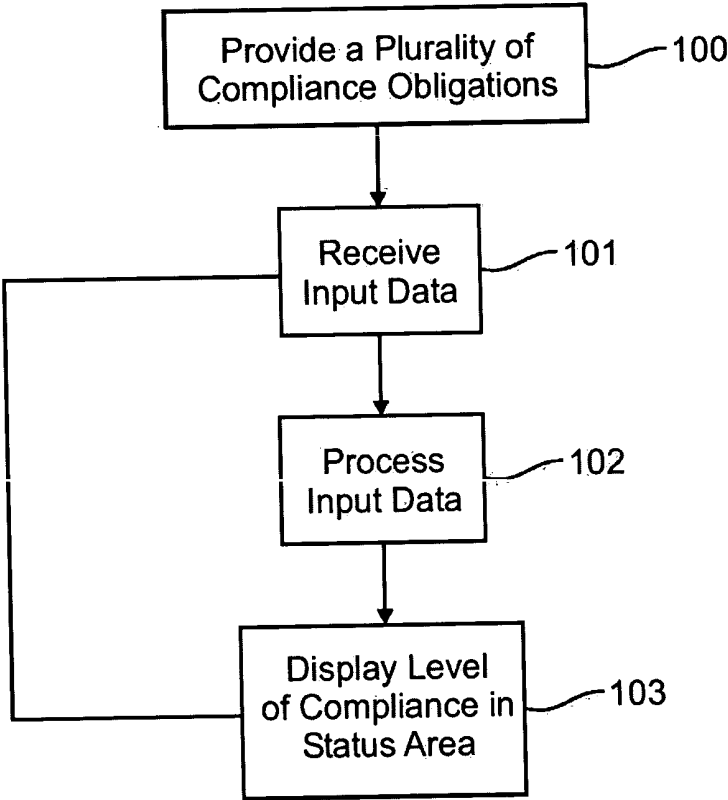 Provide a Plurality of
Compliance Obligations
100
Receive
Input Data
101
Process
Input Data
102
Display Level
of Compliance in
Status Area
103